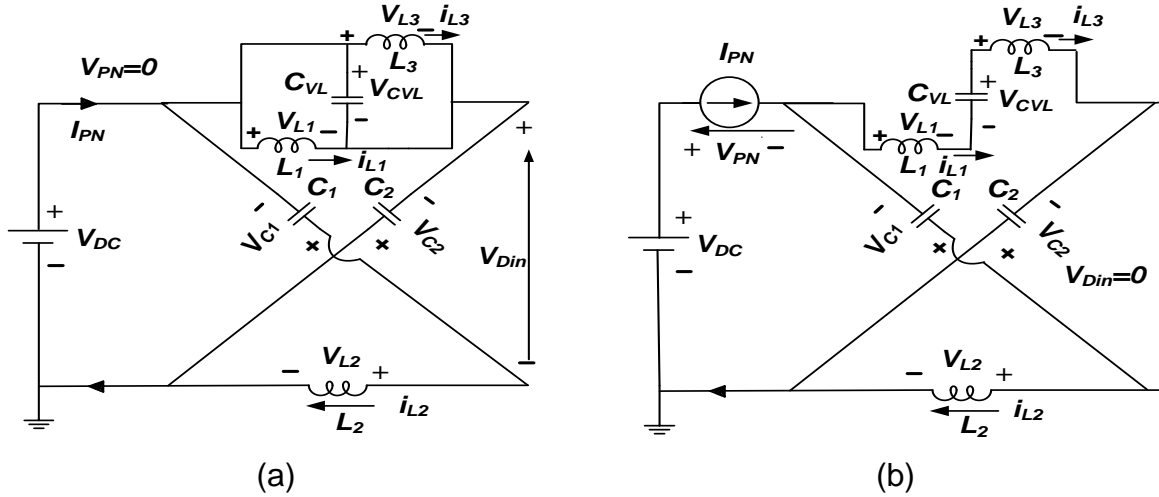 V_L3 i_L3
+ −
V_PN=0 L_3
C_VL + V_CVL −
I_PN
+ V_L1 −
L_1 i_L1
C_1 C_2
− V_C1 +
− V_C2 +
+ V_DC −
+ V_Din −
− V_L2 +
L_2 i_L2
(a)
V_L3 i_L3
+ −
L_3
I_PN
C_VL + V_CVL −
+ V_PN −
+ V_L1 −
L_1 i_L1
C_1 C_2
− V_C1 +
− V_C2 +
+ V_DC −
V_Din=0
− V_L2 +
L_2 i_L2
(b)